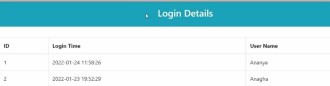 Login Details
ID Login Time User Name
1 2022-01-24 11:58:26 Ananya
2 2022-01-23 19:52:29 Anagha